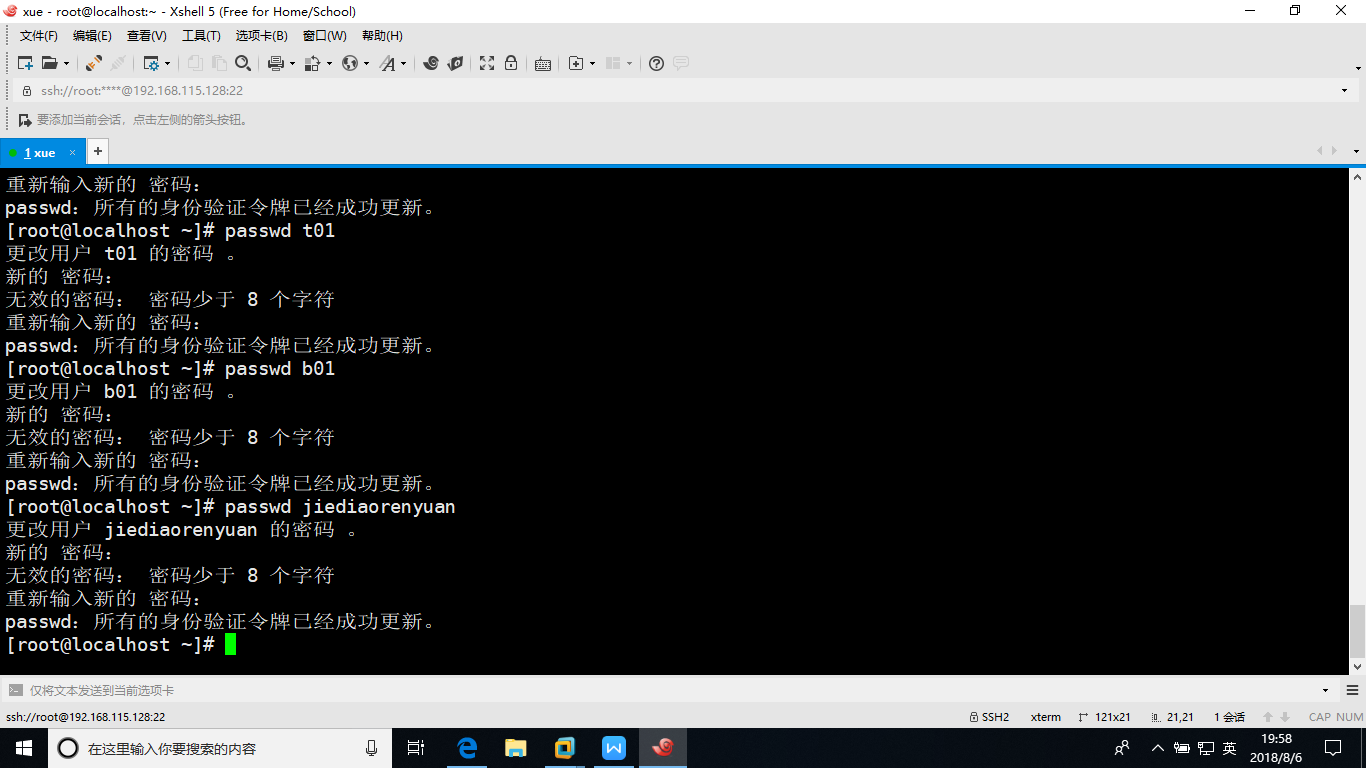 xue - root@localhost:~ - Xshell 5 (Free for Home/School)
文件(F) 编辑(E) 查看(V) 工具(T) 选项卡(B) 窗口(W) 帮助(H)
ssh://root:****@192.168.115.128:22
要添加当前会话，点击左侧的箭头按钮。
1 xue × +
重新输入新的 密码：
passwd：所有的身份验证令牌已经成功更新。
[root@localhost ~]# passwd t01
更改用户 t01 的密码 。
新的 密码：
无效的密码： 密码少于 8 个字符
重新输入新的 密码：
passwd：所有的身份验证令牌已经成功更新。
[root@localhost ~]# passwd b01
更改用户 b01 的密码 。
新的 密码：
无效的密码： 密码少于 8 个字符
重新输入新的 密码：
passwd：所有的身份验证令牌已经成功更新。
[root@localhost ~]# passwd jiediaorenyuan
更改用户 jiediaorenyuan 的密码 。
新的 密码：
无效的密码： 密码少于 8 个字符
重新输入新的 密码：
passwd：所有的身份验证令牌已经成功更新。
[root@localhost ~]#
仅将文本发送到当前选项卡
ssh://root@192.168.115.128:22 SSH2 xterm 121x21 21,21 1 会话 CAP NUM
在这里输入你要搜索的内容 英 19:58
2018/8/6